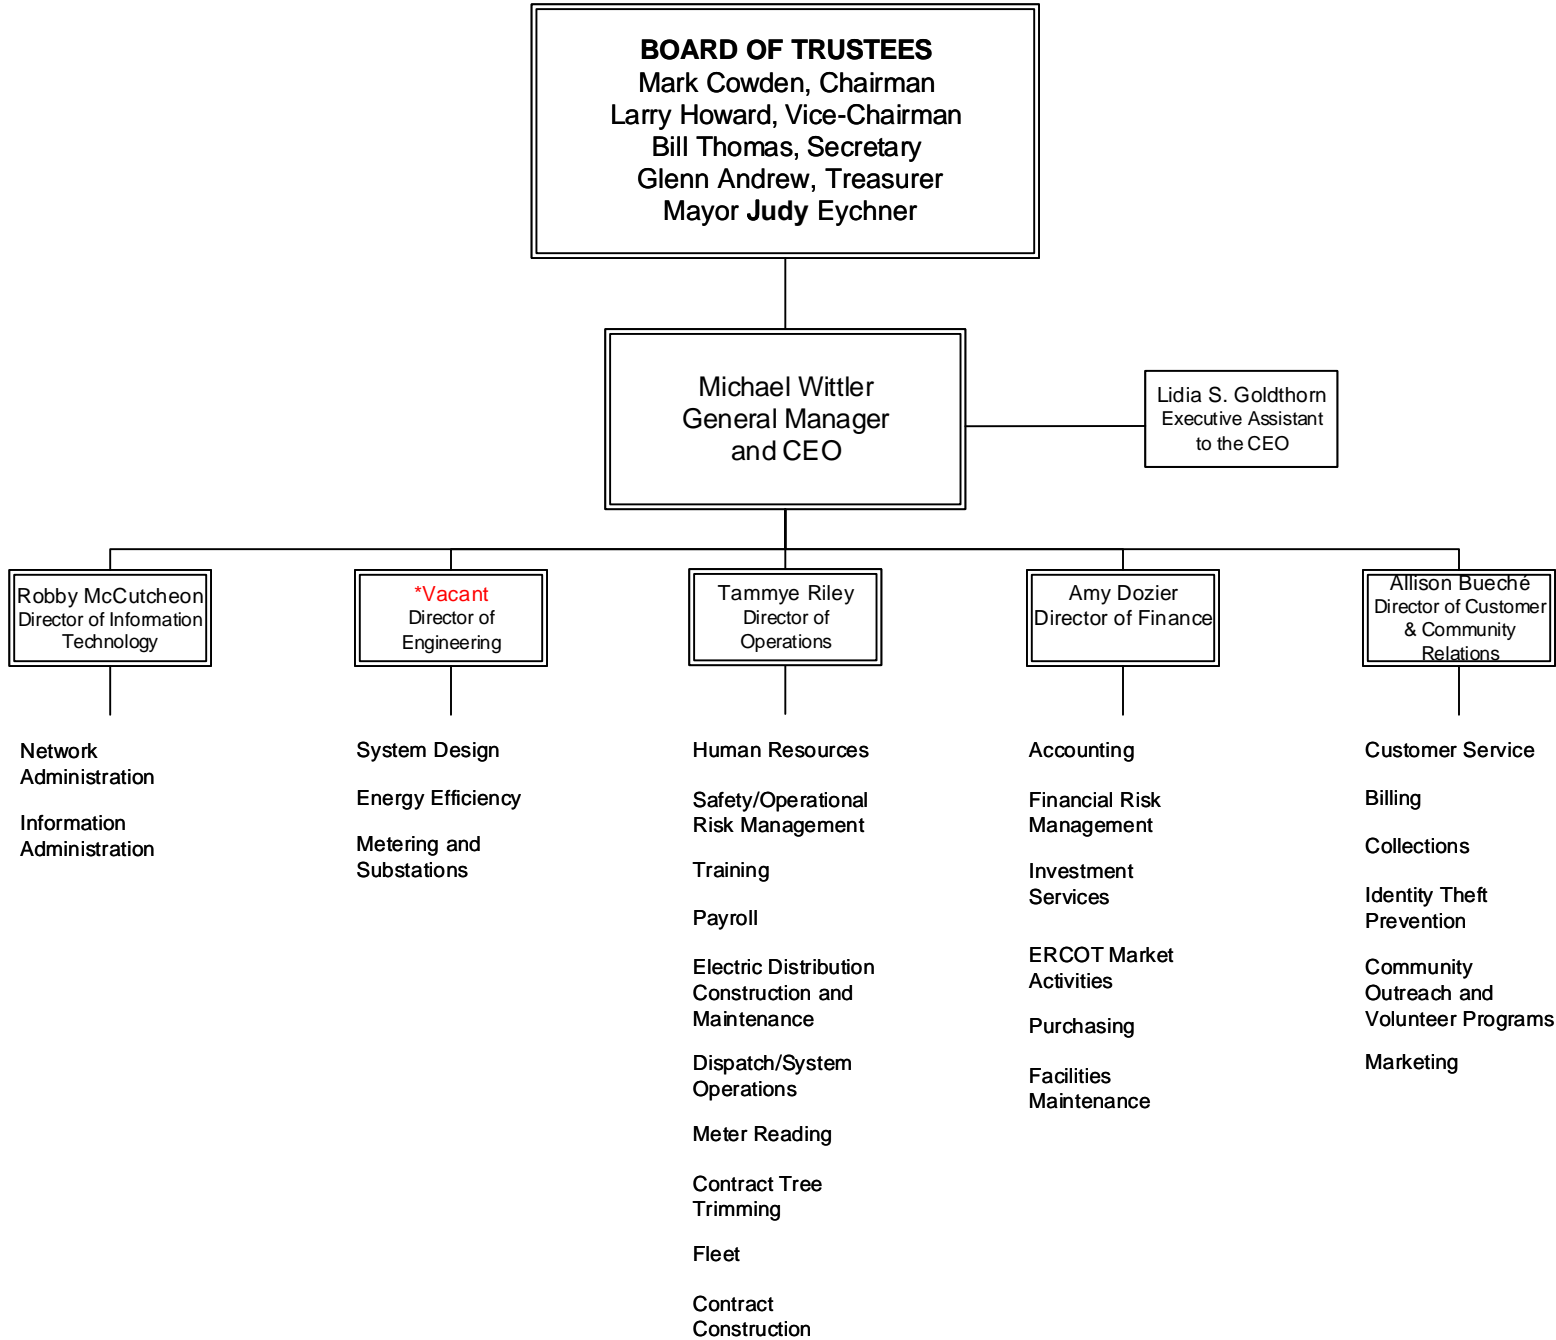 BOARD OF TRUSTEES
Mark Cowden, Chairman
Larry Howard, Vice-Chairman
Bill Thomas, Secretary
Glenn Andrew, Treasurer
Mayor Judy Eychner
Michael Wittler
General Manager
and CEO
Lidia S. Goldthorn
Executive Assistant
to the CEO
Robby McCutcheon
Director of Information
Technology
*Vacant
Director of
Engineering
Tammye Riley
Director of
Operations
Amy Dozier
Director of Finance
Allison Bueché
Director of Customer
& Community
Relations
Network
Administration
Information
Administration
System Design
Energy Efficiency
Metering and
Substations
Human Resources
Safety/Operational
Risk Management
Training
Payroll
Electric Distribution
Construction and
Maintenance
Dispatch/System
Operations
Meter Reading
Contract Tree
Trimming
Fleet
Contract
Construction
Accounting
Financial Risk
Management
Investment
Services
ERCOT Market
Activities
Purchasing
Facilities
Maintenance
Customer Service
Billing
Collections
Identity Theft
Prevention
Community
Outreach and
Volunteer Programs
Marketing